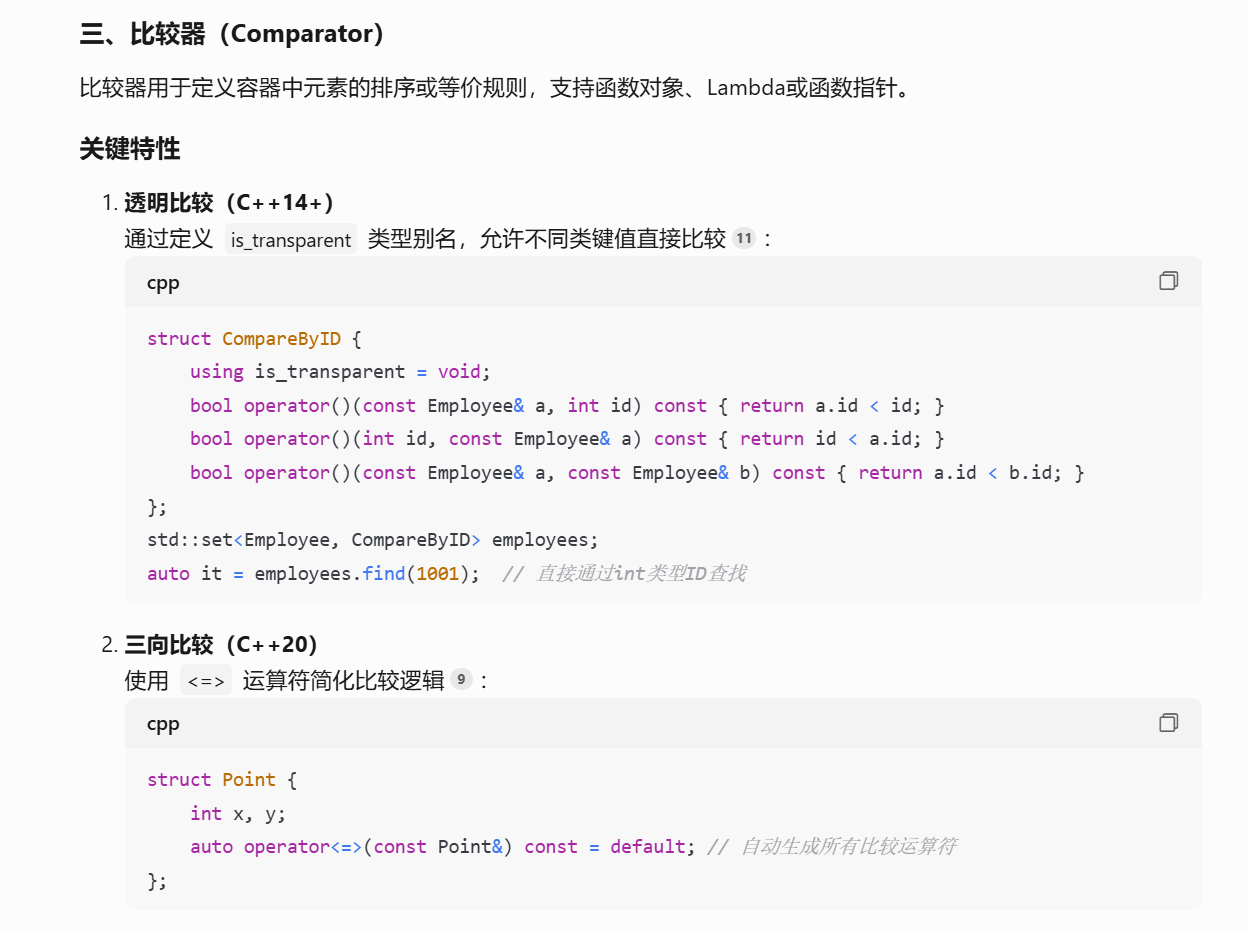 三、比较器（Comparator）
比较器用于定义容器中元素的排序或等价规则，支持函数对象、Lambda或函数指针。
关键特性
1. 透明比较（C++14+）
通过定义 is_transparent 类型别名，允许不同类键值直接比较 11 ：
cpp
struct CompareByID {
    using is_transparent = void;
    bool operator()(const Employee& a, int id) const { return a.id < id; }
    bool operator()(int id, const Employee& a) const { return id < a.id; }
    bool operator()(const Employee& a, const Employee& b) const { return a.id < b.id; }
};
std::set<Employee, CompareByID> employees;
auto it = employees.find(1001);  // 直接通过int类型ID查找
2. 三向比较（C++20）
使用 <=> 运算符简化比较逻辑 9 ：
cpp
struct Point {
    int x, y;
    auto operator<=>(const Point&) const = default; // 自动生成所有比较运算符
};